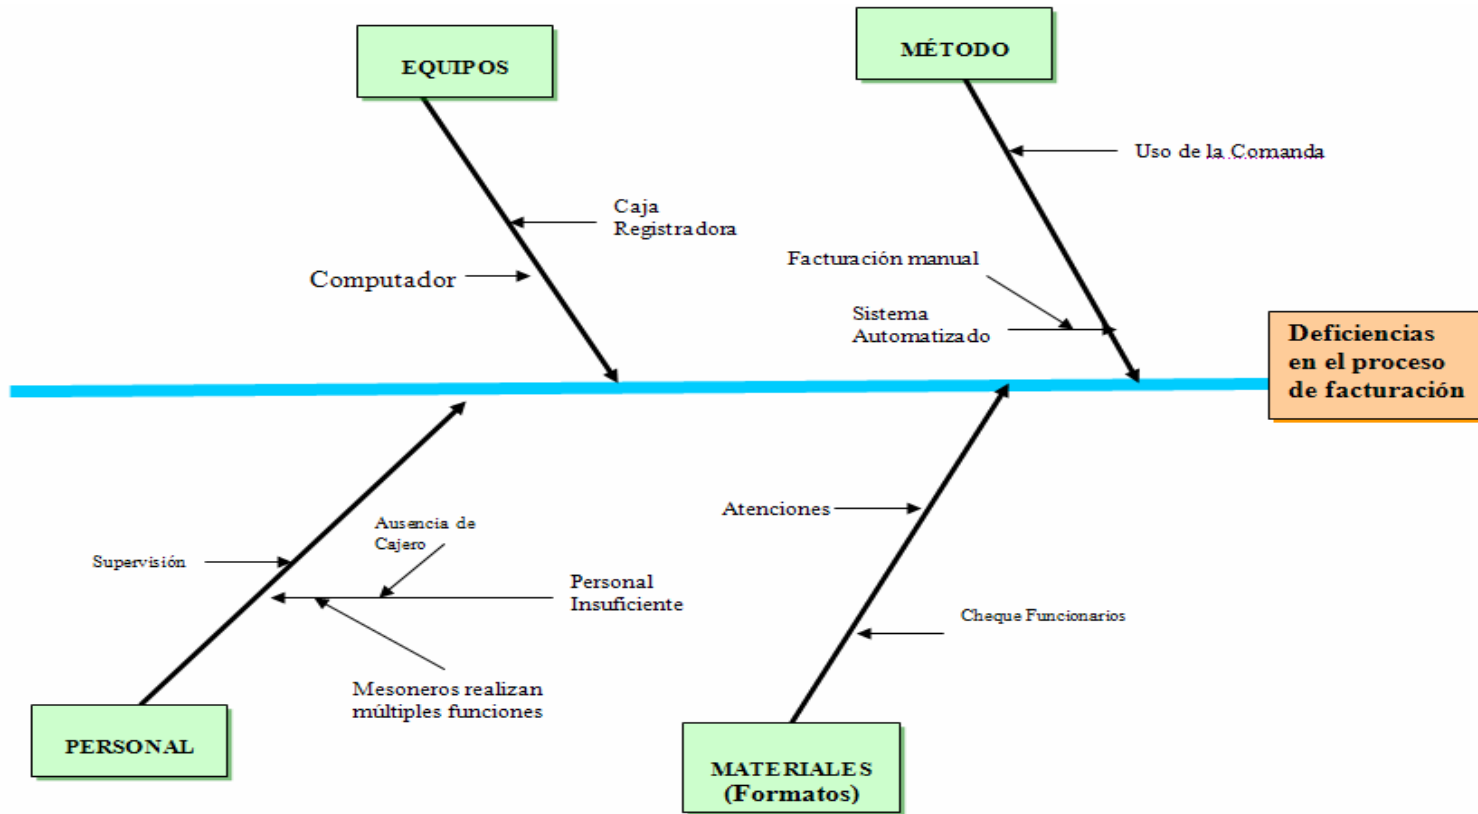 EQUIPOS
MÉTODO
Uso de la Comanda
Caja
Registradora
Computador
Facturación manual
Sistema
Automatizado
Deficiencias
en el proceso
de facturación
Atenciones
Ausencia de
Cajero
Supervisión
Personal
Insuficiente
Cheque Funcionarios
Mesoneros realizan
múltiples funciones
PERSONAL
MATERIALES
(Formatos)